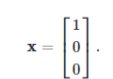 x = [1
0
0].